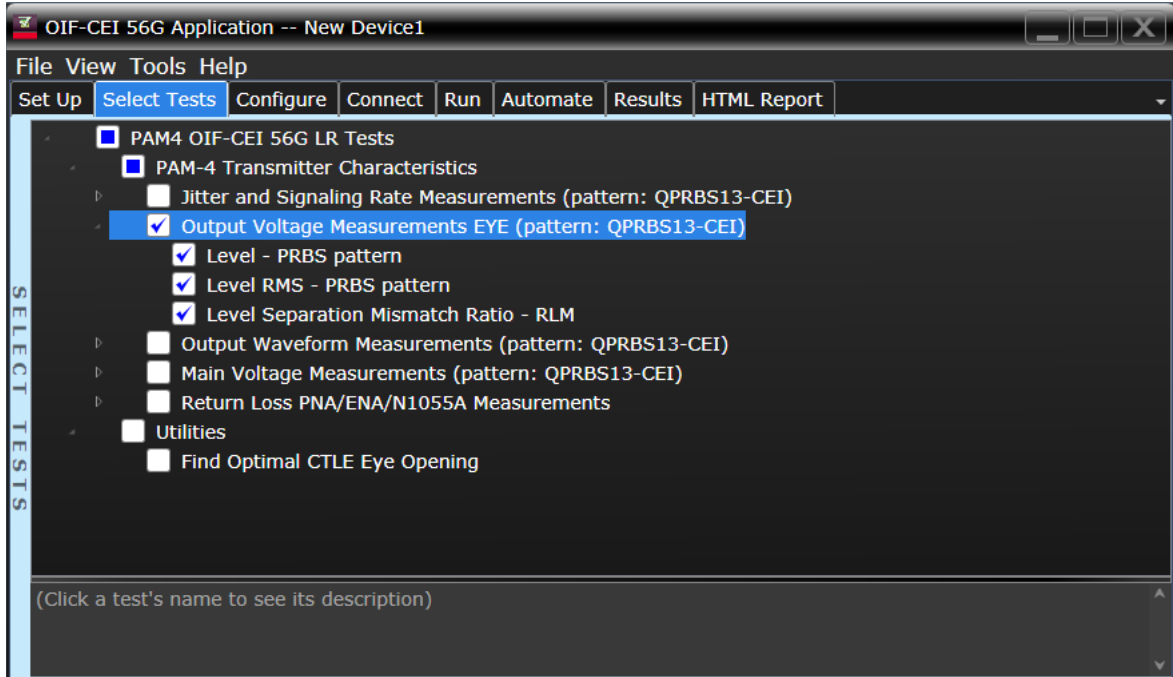 OIF-CEI 56G Application -- New Device1
File View Tools Help
Set Up Select Tests Configure Connect Run Automate Results HTML Report
SELECT TESTS
PAM4 OIF-CEI 56G LR Tests
PAM-4 Transmitter Characteristics
Jitter and Signaling Rate Measurements (pattern: QPRBS13-CEI)
Output Voltage Measurements EYE (pattern: QPRBS13-CEI)
Level - PRBS pattern
Level RMS - PRBS pattern
Level Separation Mismatch Ratio - RLM
Output Waveform Measurements (pattern: QPRBS13-CEI)
Main Voltage Measurements (pattern: QPRBS13-CEI)
Return Loss PNA/ENA/N1055A Measurements
Utilities
Find Optimal CTLE Eye Opening
(Click a test's name to see its description)